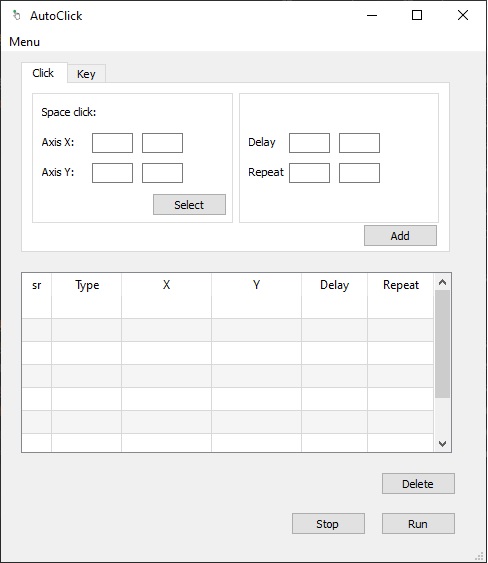 AutoClick
Menu
Click Key
Space click:
Axis X:
Axis Y:
Select
Delay
Repeat
Add
sr Type X Y Delay Repeat
Delete
Stop Run